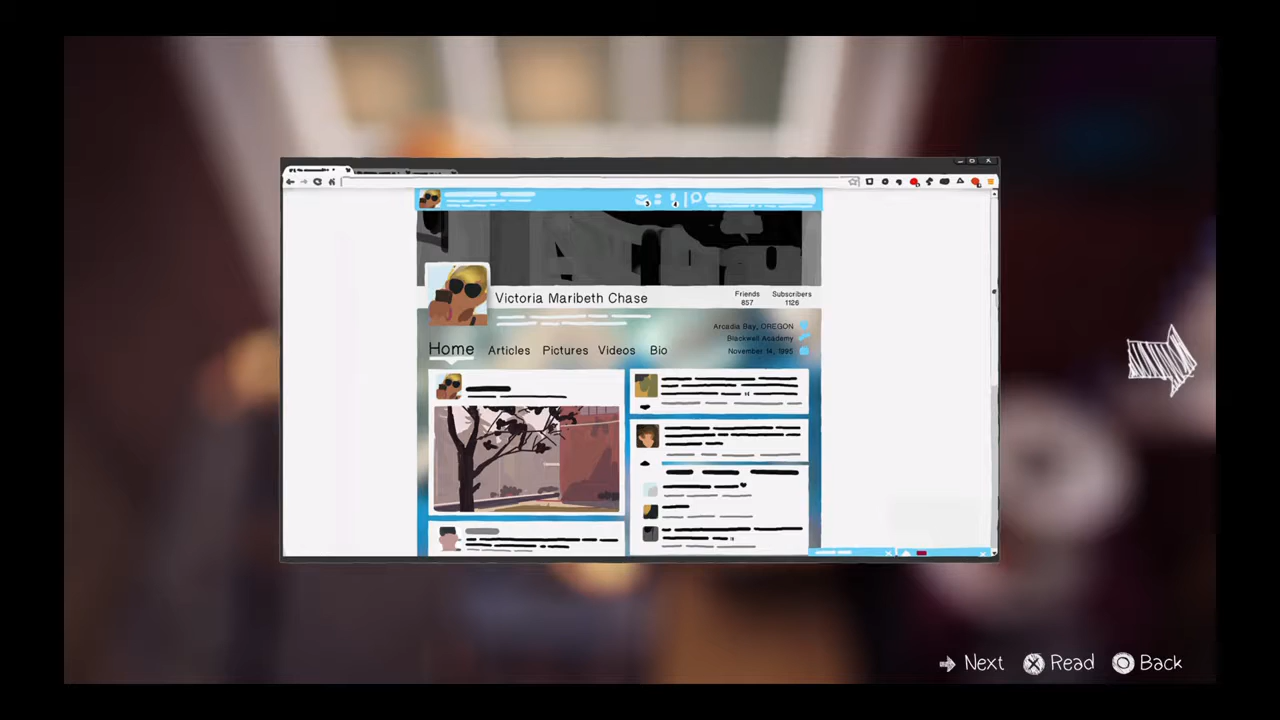 Victoria Maribeth Chase
Friends
857
Subscribers
1126
Arcadia Bay, OREGON
Blackwell Academy
November 14, 1995
Home Articles Pictures Videos Bio
Next Read Back